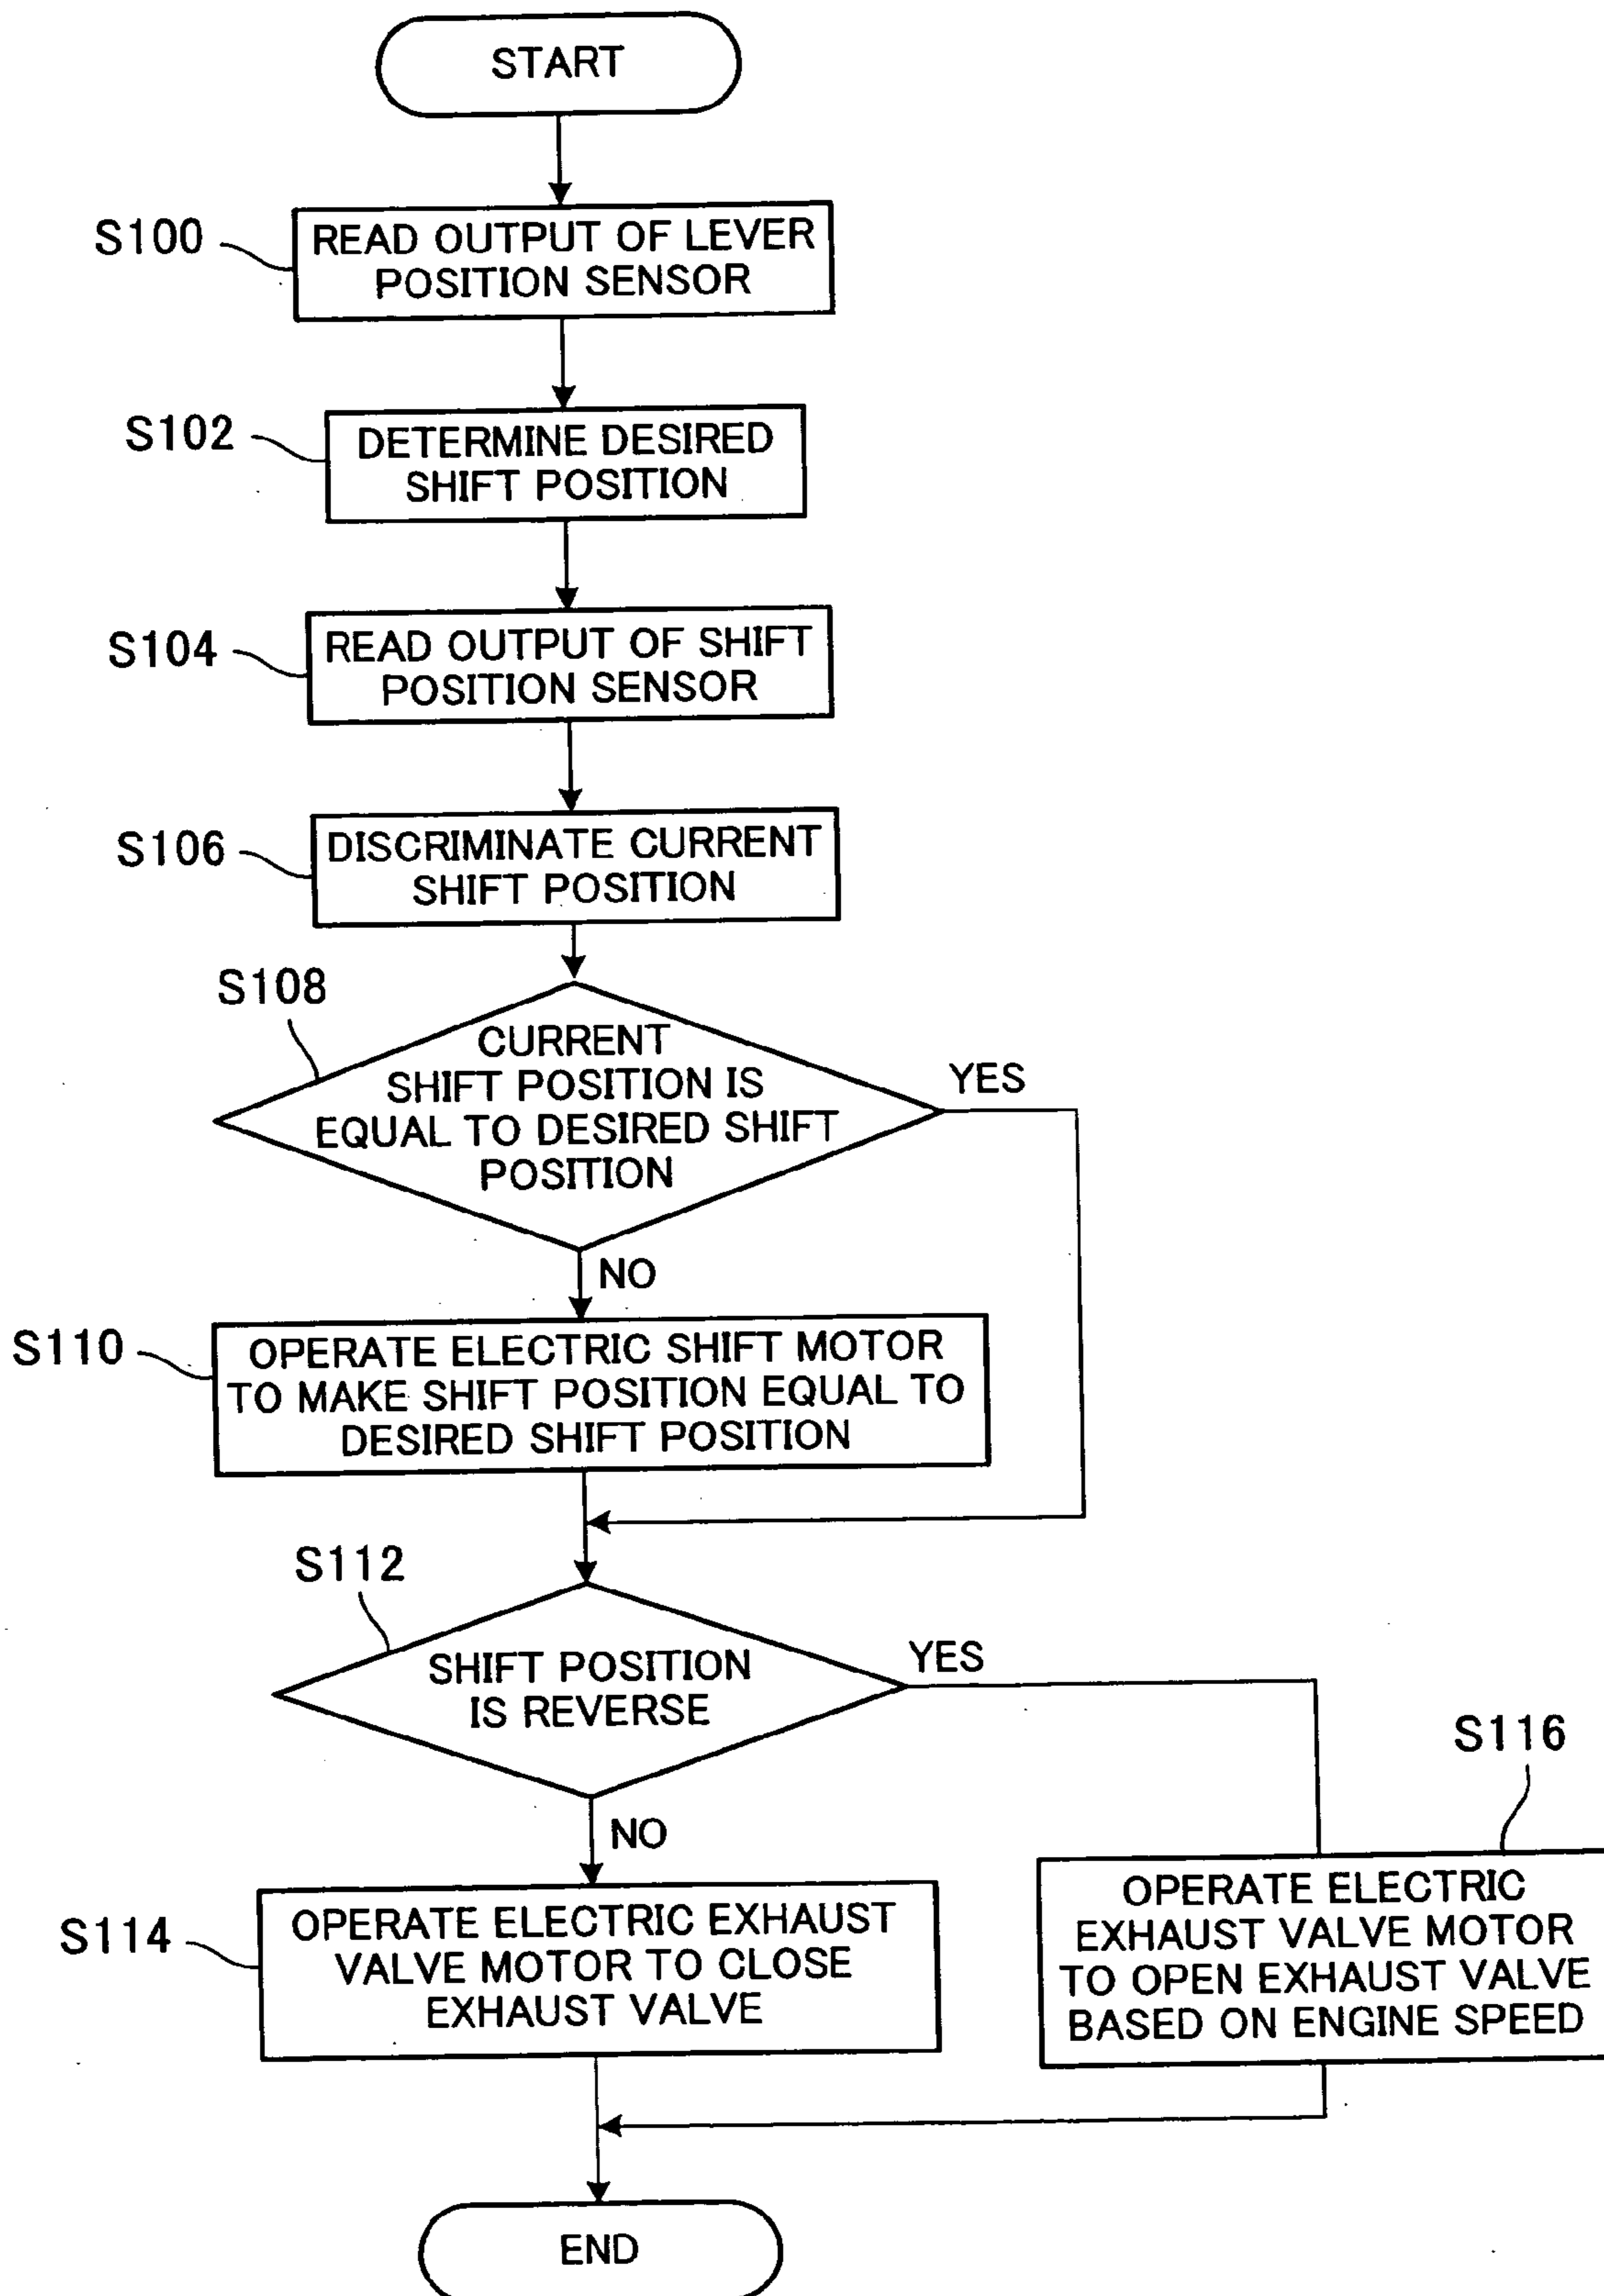 START
S100
READ OUTPUT OF LEVER
POSITION SENSOR
S102
DETERMINE DESIRED
SHIFT POSITION
S104
READ OUTPUT OF SHIFT
POSITION SENSOR
S106
DISCRIMINATE CURRENT
SHIFT POSITION
S108
CURRENT
SHIFT POSITION IS
EQUAL TO DESIRED SHIFT
POSITION
YES
NO
S110
OPERATE ELECTRIC SHIFT MOTOR
TO MAKE SHIFT POSITION EQUAL TO
DESIRED SHIFT POSITION
S112
SHIFT POSITION
IS REVERSE
YES
NO
S114
OPERATE ELECTRIC EXHAUST
VALVE MOTOR TO CLOSE
EXHAUST VALVE
S116
OPERATE ELECTRIC
EXHAUST VALVE MOTOR
TO OPEN EXHAUST VALVE
BASED ON ENGINE SPEED
END